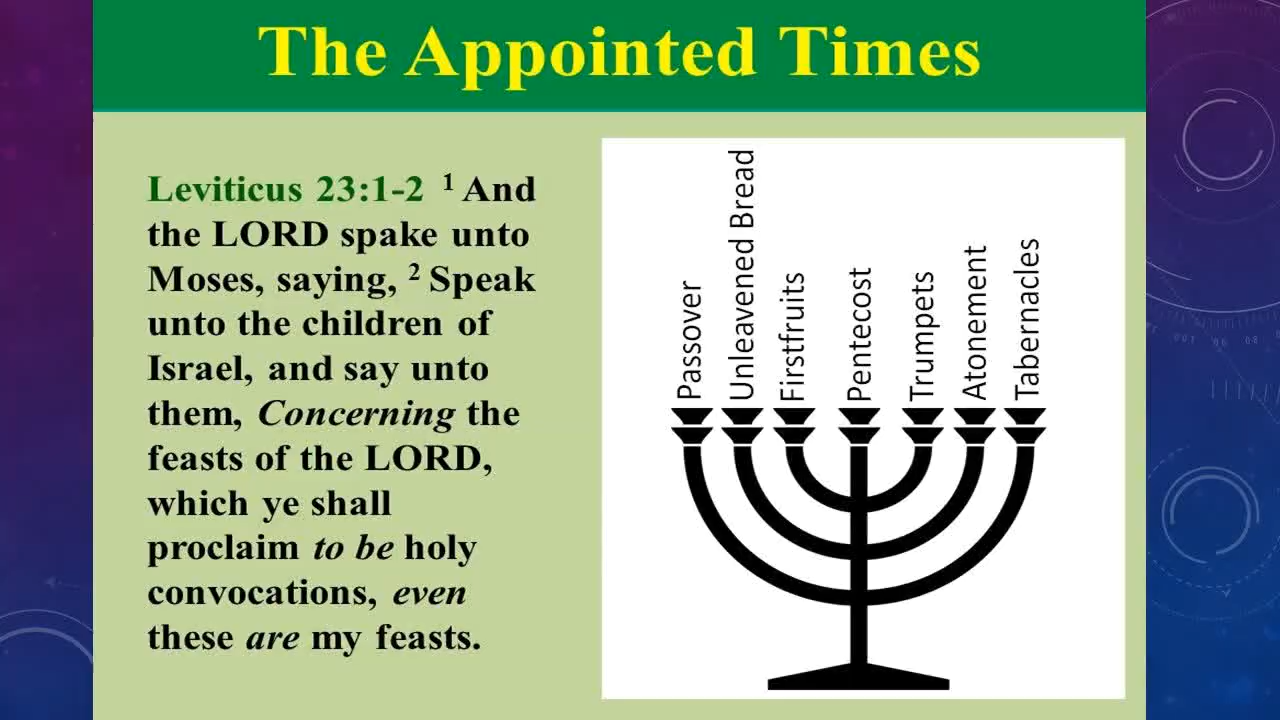 The Appointed Times
Leviticus 23:1-2 ¹ And
the LORD spake unto
Moses, saying, ² Speak
unto the children of
Israel, and say unto
them, Concerning the
feasts of the LORD,
which ye shall
proclaim to be holy
convocations, even
these are my feasts.
Passover
Unleavened Bread
Firstfruits
Pentecost
Trumpets
Atonement
Tabernacles